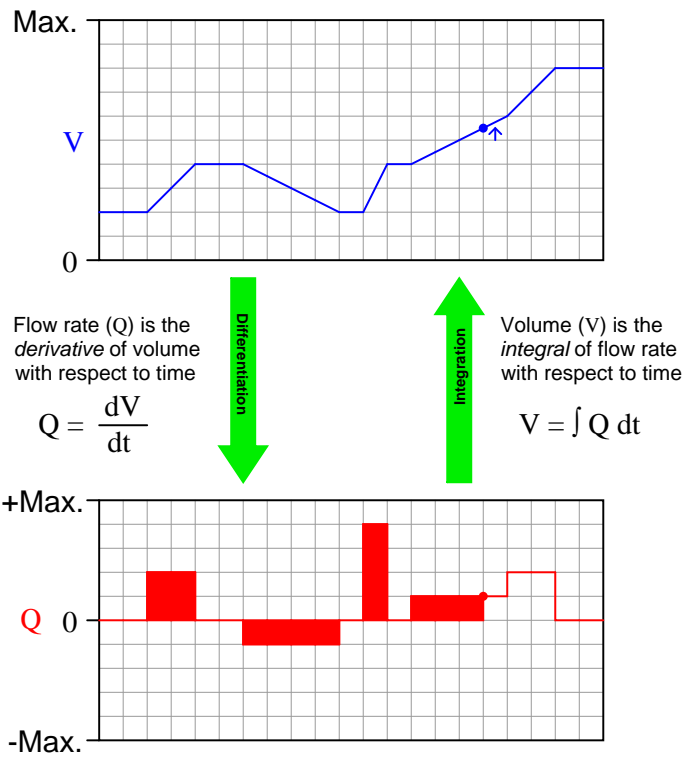 Max.
V
0
Differentiation
Integration
Flow rate (Q) is the
derivative of volume
with respect to time
Q = dV/dt
Volume (V) is the
integral of flow rate
with respect to time
V = ∫ Q dt
+Max.
Q 0
-Max.